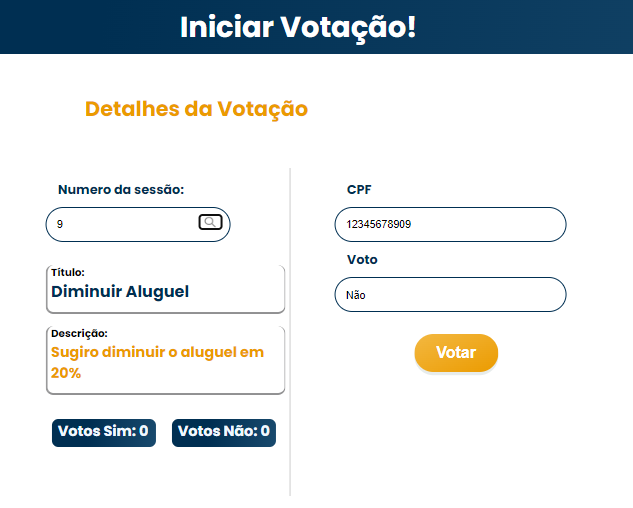 Iniciar Votação!
Detalhes da Votação
Numero da sessão:
9
Título:
Diminuir Aluguel
Descrição:
Sugiro diminuir o aluguel em
20%
Votos Sim: 0
Votos Não: 0
CPF
12345678909
Voto
Não
Votar